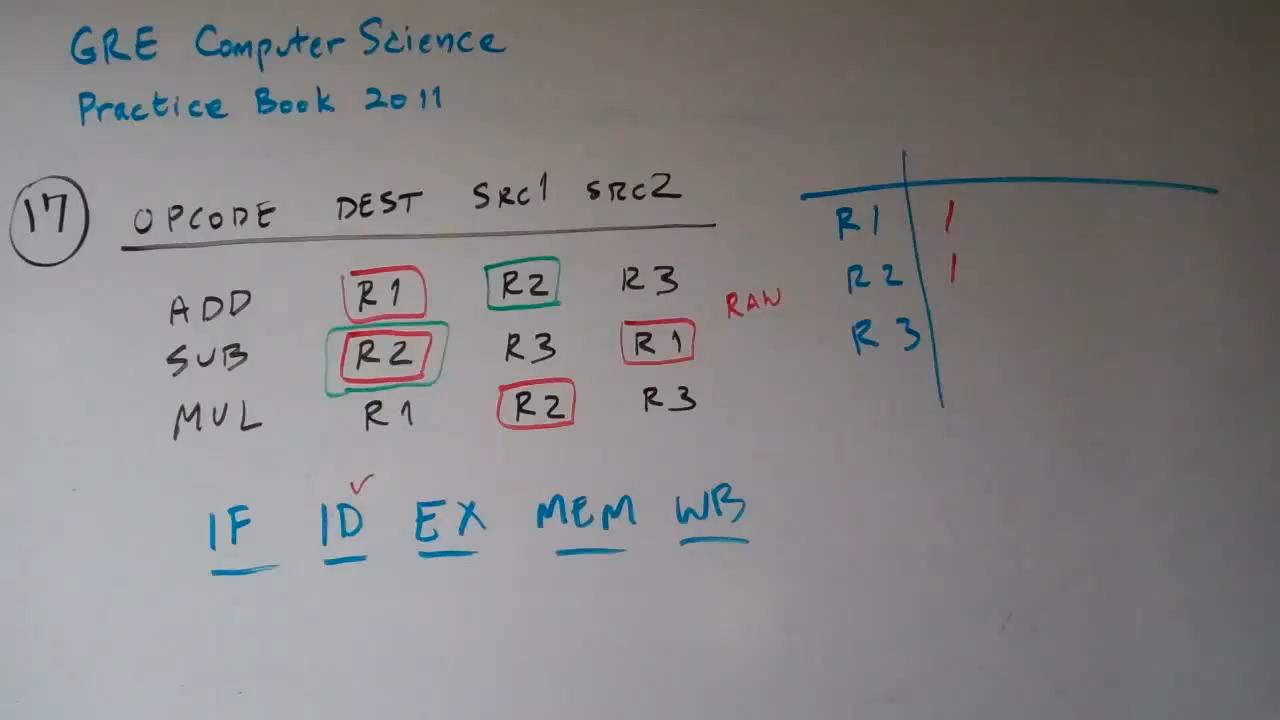 GRE Computer Science
Practice Book 2011
17
OPCODE DEST SRC1 SRC2
ADD R1 R2 R3
RAW
SUB R2 R3 R1
MUL R1 R2 R3
IF ID EX MEM WB
R1 1
R2 1
R3